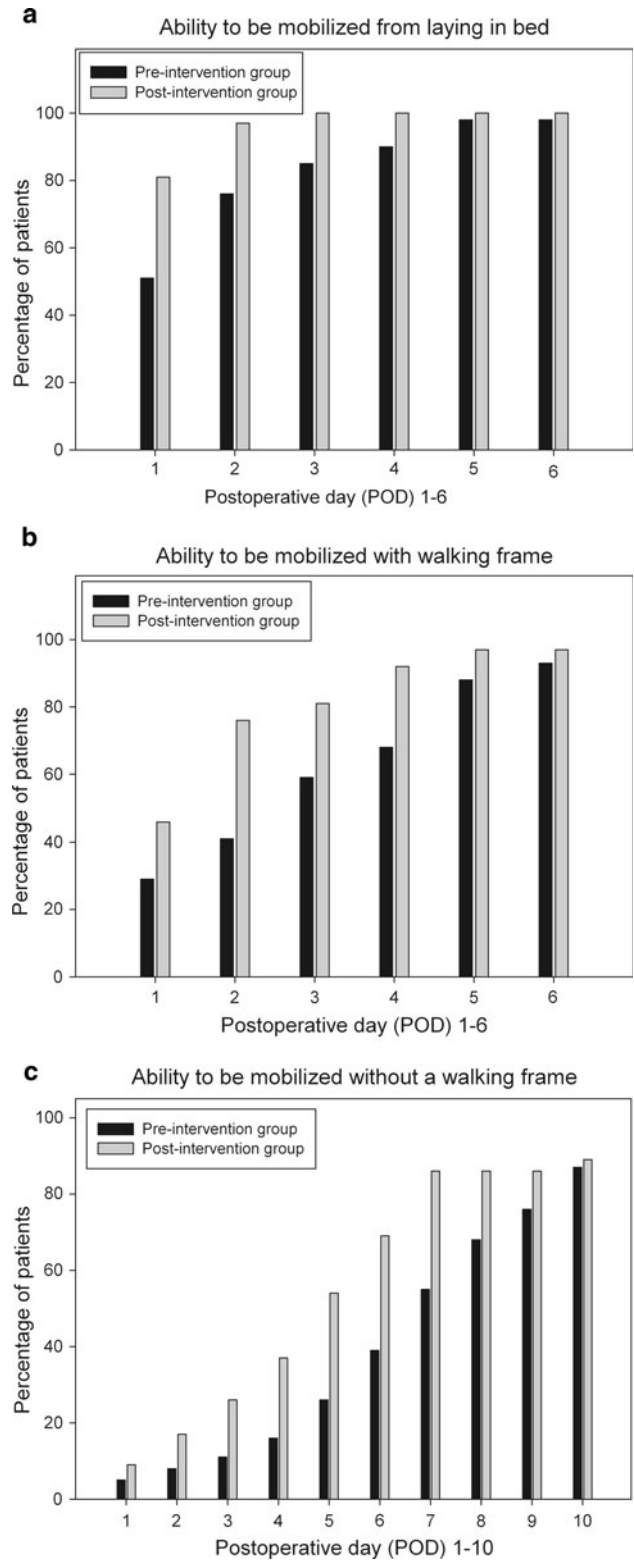 a
Ability to be mobilized from laying in bed
Pre-intervention group
Post-intervention group
Percentage of patients
100
80
60
40
20
0
1 2 3 4 5 6
Postoperative day (POD) 1-6
b
Ability to be mobilized with walking frame
Pre-intervention group
Post-intervention group
Percentage of patients
100
80
60
40
20
0
1 2 3 4 5 6
Postoperative day (POD) 1-6
c
Ability to be mobilized without a walking frame
Pre-intervention group
Post-intervention group
Percentage of patients
100
80
60
40
20
0
1 2 3 4 5 6 7 8 9 10
Postoperative day (POD) 1-10